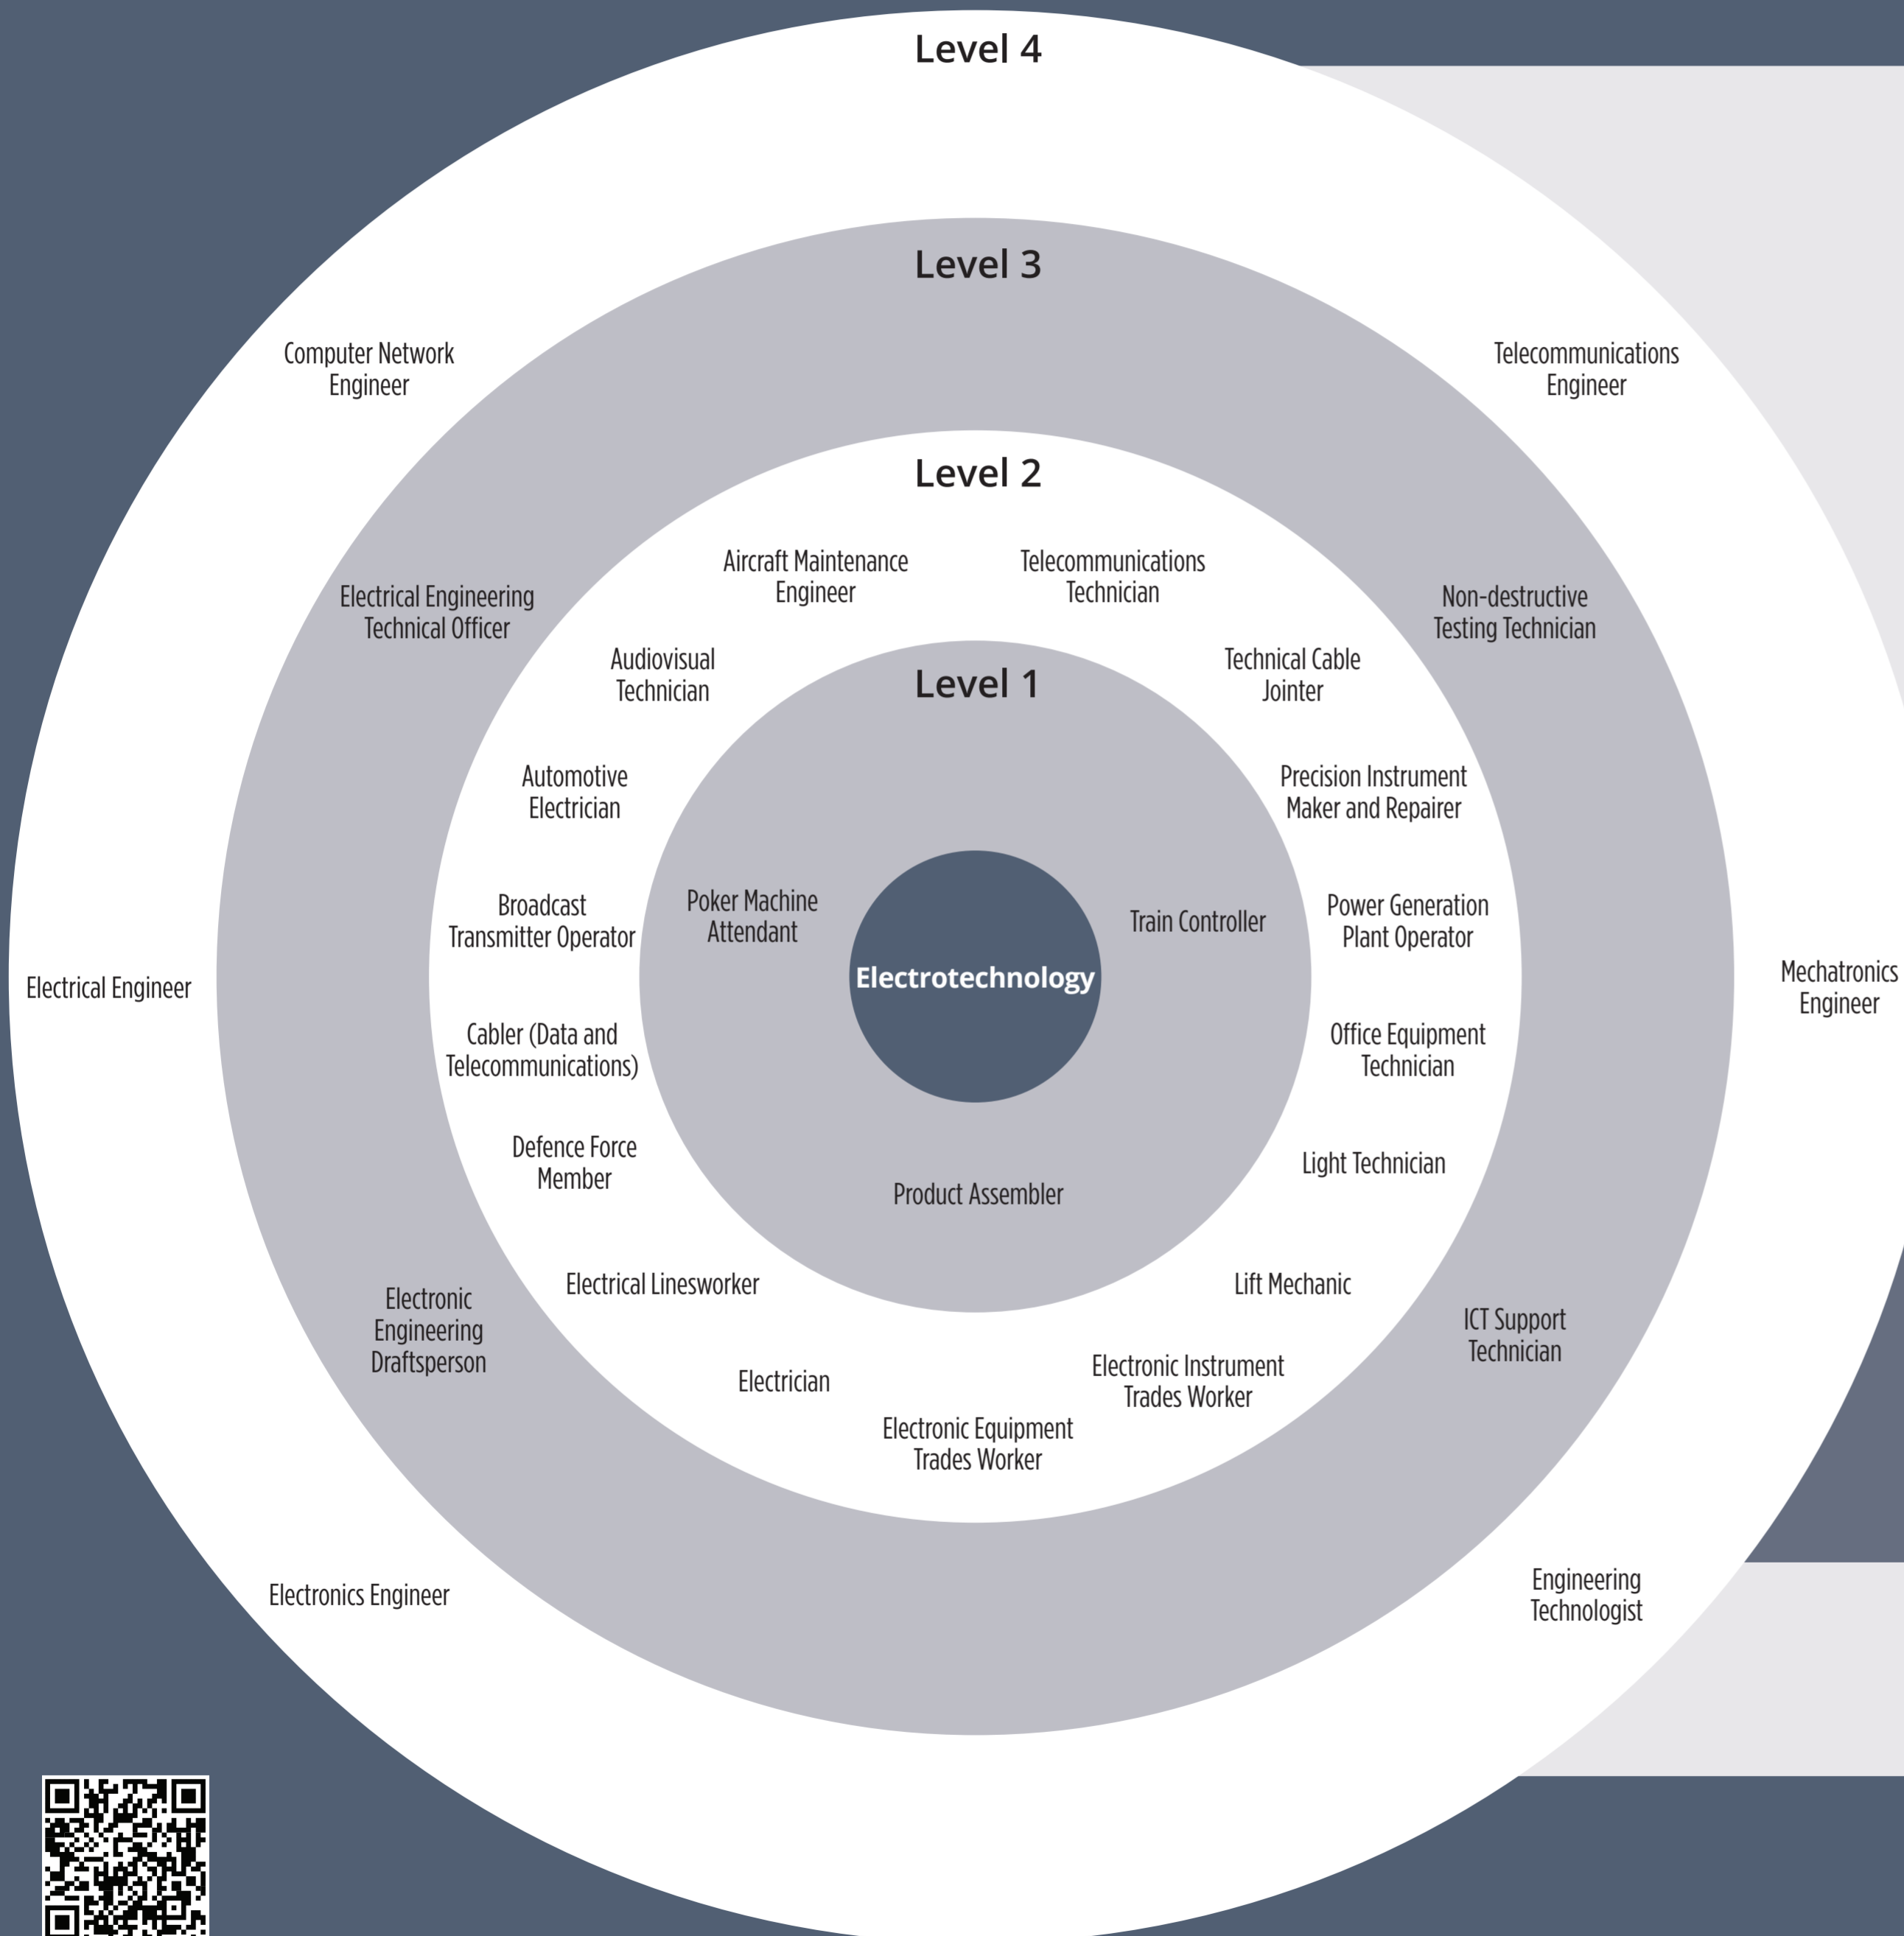 Level 4
Level 3
Computer Network
Engineer
Telecommunications
Engineer
Level 2
Aircraft Maintenance
Engineer
Telecommunications
Technician
Electrical Engineering
Technical Officer
Non-destructive
Testing Technician
Audiovisual
Technician
Technical Cable
Jointer
Level 1
Automotive
Electrician
Precision Instrument
Maker and Repairer
Broadcast
Transmitter Operator
Poker Machine
Attendant
Train Controller
Power Generation
Plant Operator
Electrical Engineer
Electrotechnology
Mechatronics
Engineer
Cabler (Data and
Telecommunications)
Office Equipment
Technician
Defence Force
Member
Light Technician
Product Assembler
Electrical Linesworker
Lift Mechanic
Electronic
Engineering
Draftsperson
ICT Support
Technician
Electrician
Electronic Instrument
Trades Worker
Electronic Equipment
Trades Worker
Electronics Engineer
Engineering
Technologist